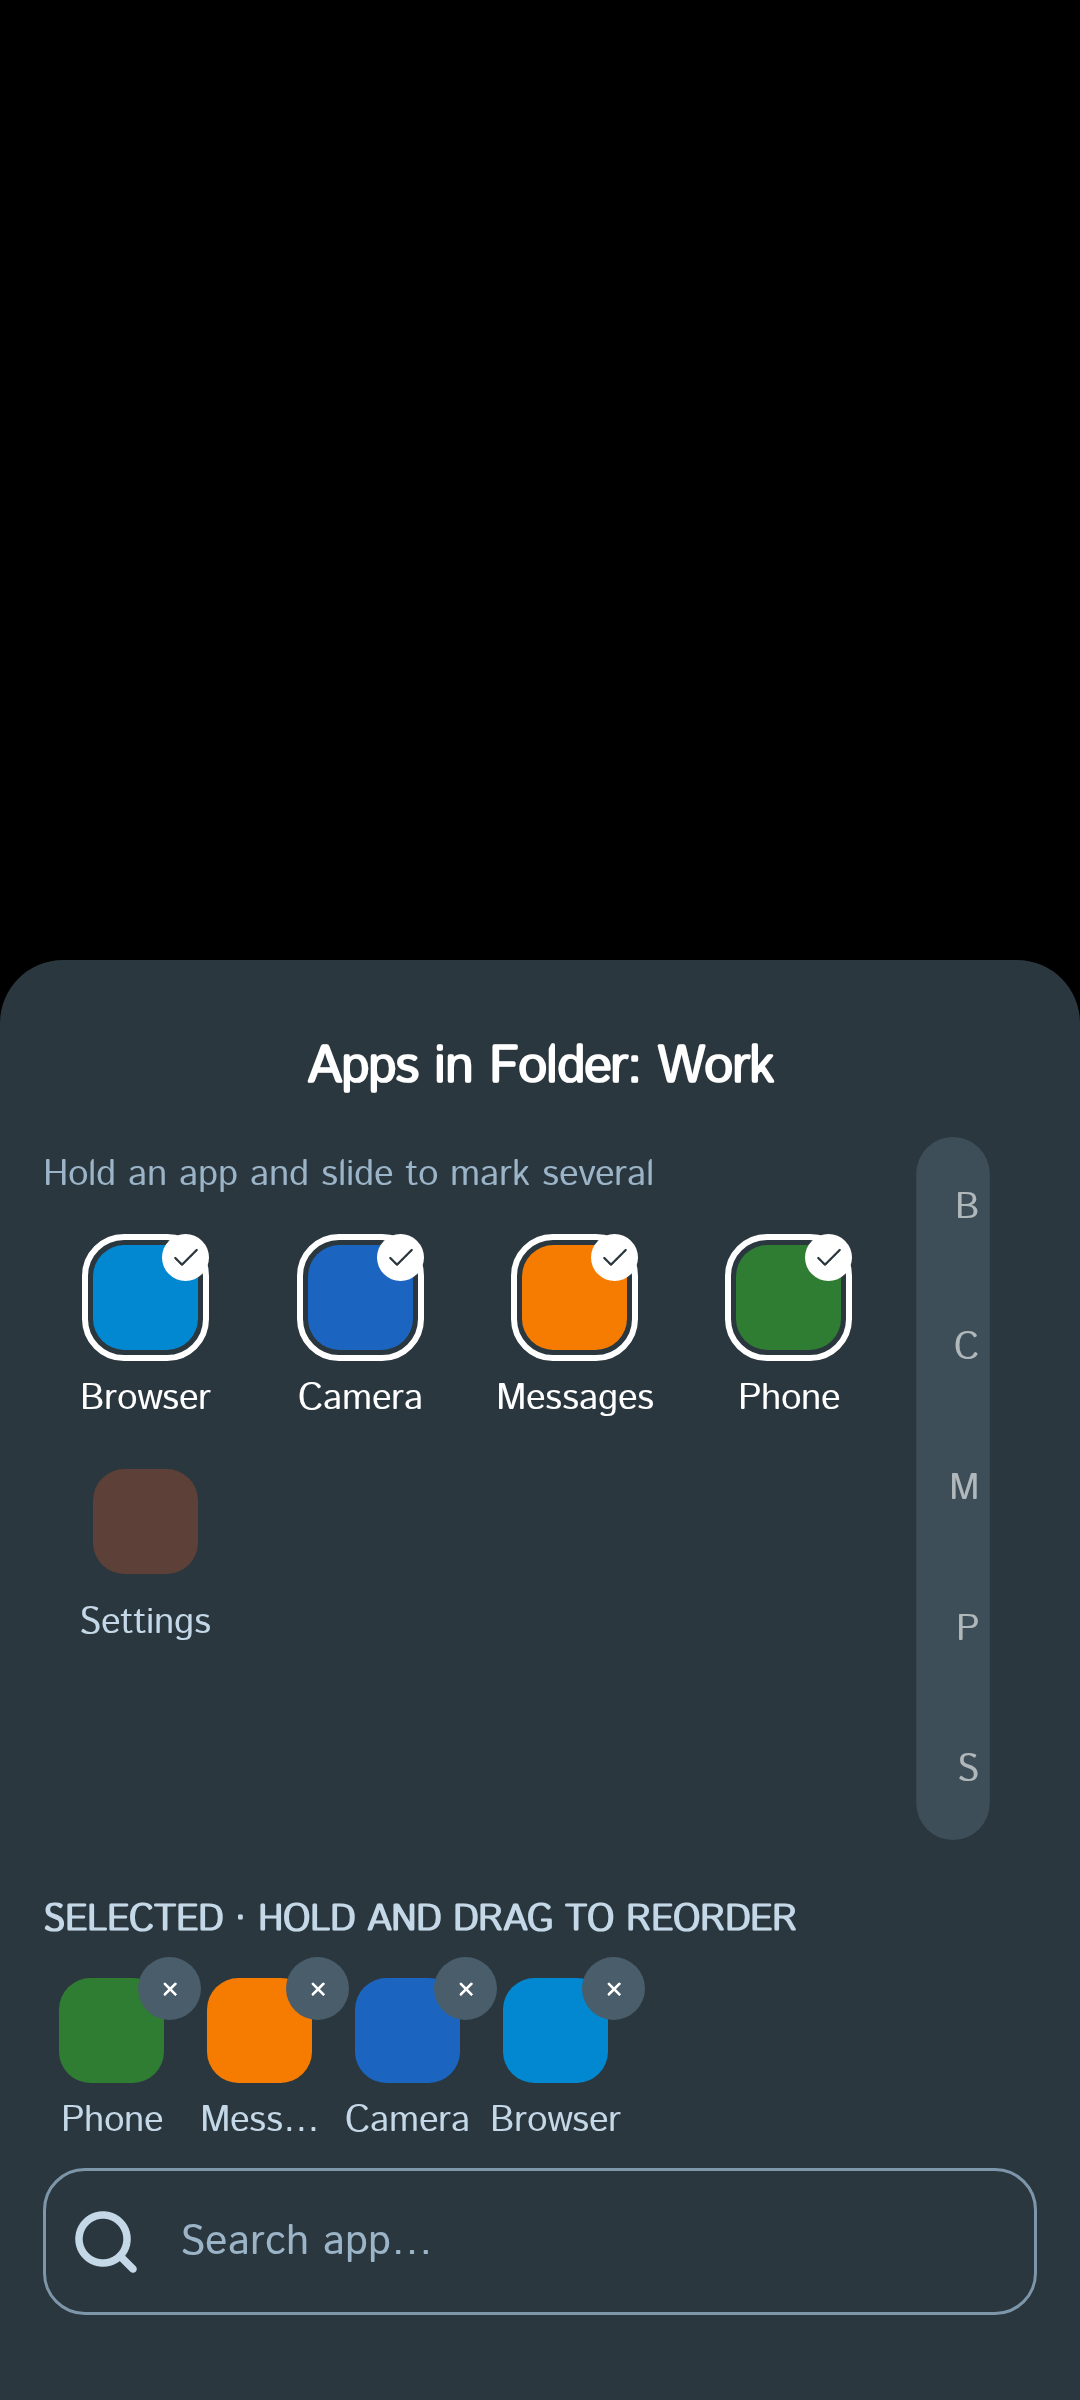 Apps in Folder: Work
Hold an app and slide to mark several
Browser Camera Messages Phone
Settings
B
C
M
P
S
SELECTED · HOLD AND DRAG TO REORDER
Phone Mess… Camera Browser
Search app…